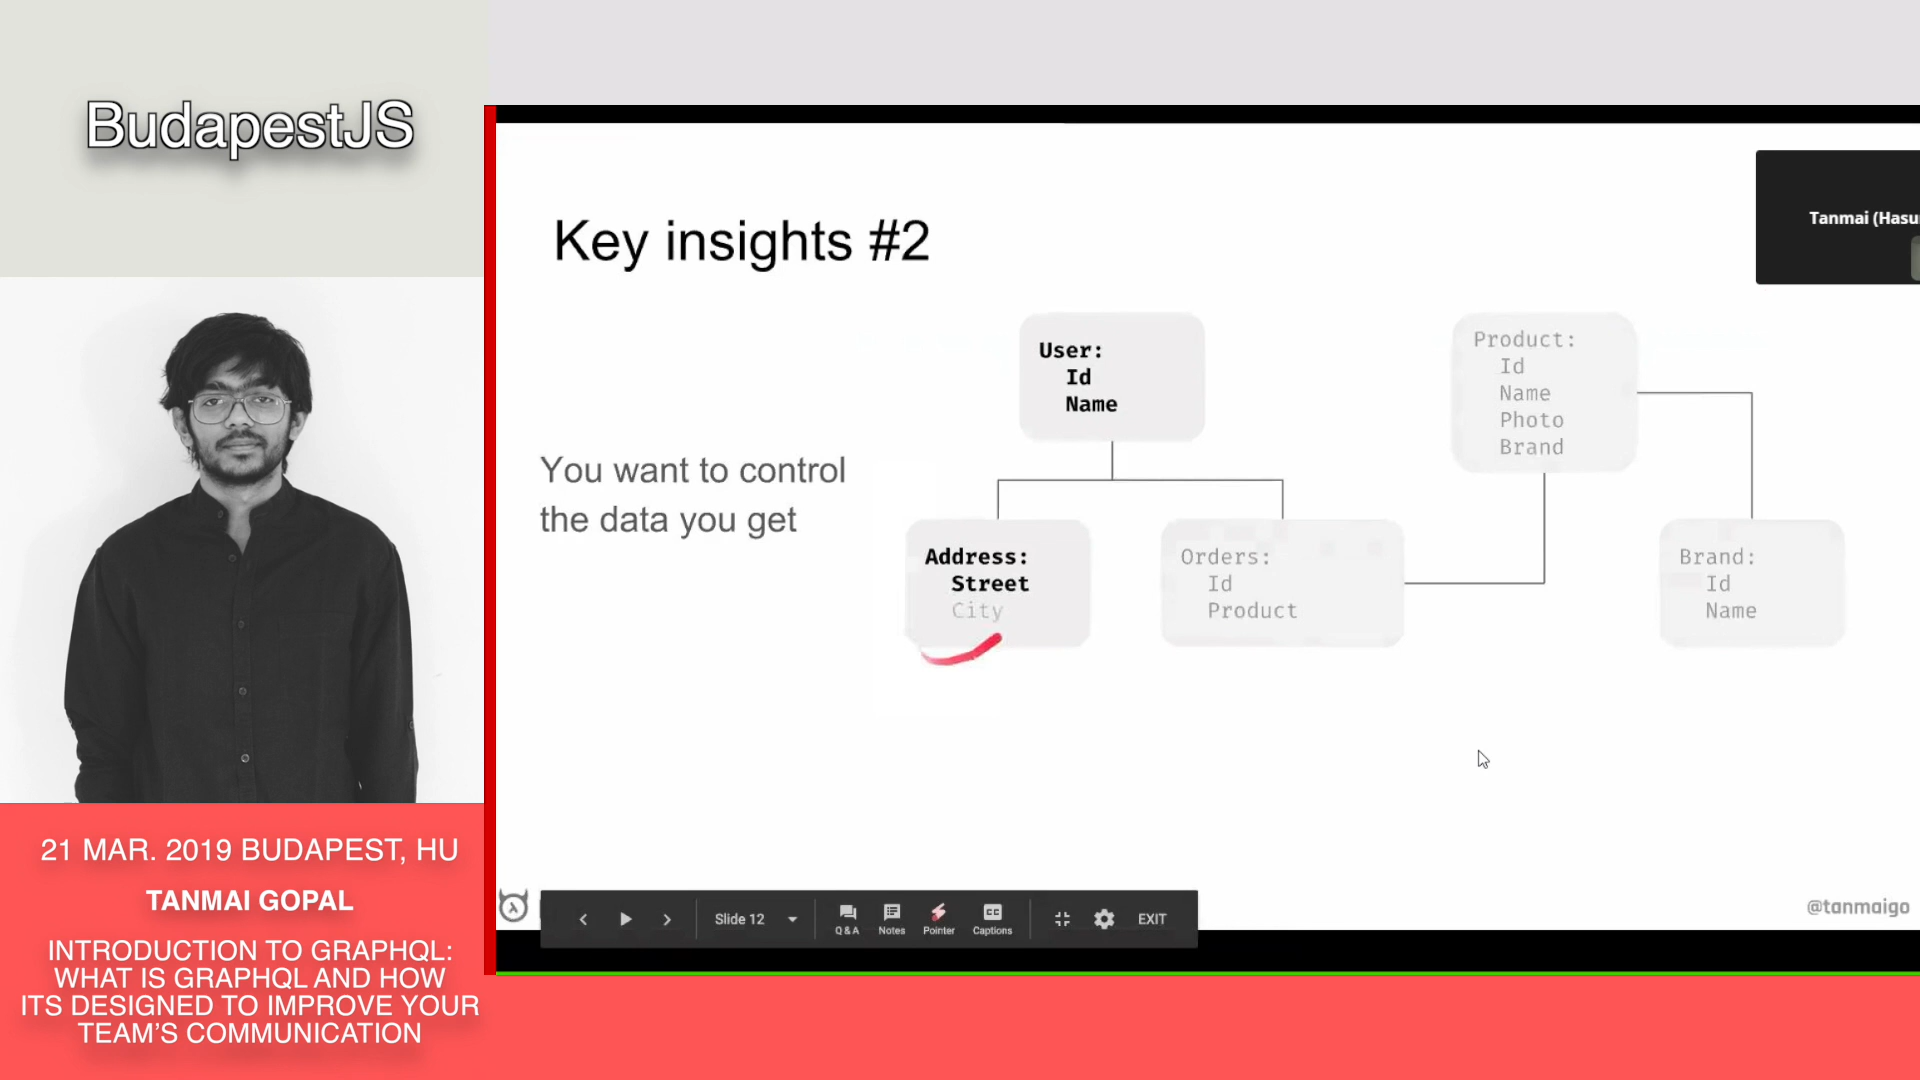 BudapestJS
21 MAR. 2019 BUDAPEST, HU
TANMAI GOPAL
INTRODUCTION TO GRAPHQL:
WHAT IS GRAPHQL AND HOW
ITS DESIGNED TO IMPROVE YOUR
TEAM'S COMMUNICATION
Key insights #2
You want to control
the data you get
User:
Id
Name
Address:
Street
City
Orders:
Id
Product
Product:
Id
Name
Photo
Brand
Brand:
Id
Name
Tanmai (Hasu
Slide 12
Q & A
Notes
Pointer
Captions
EXIT
@tanmaigo